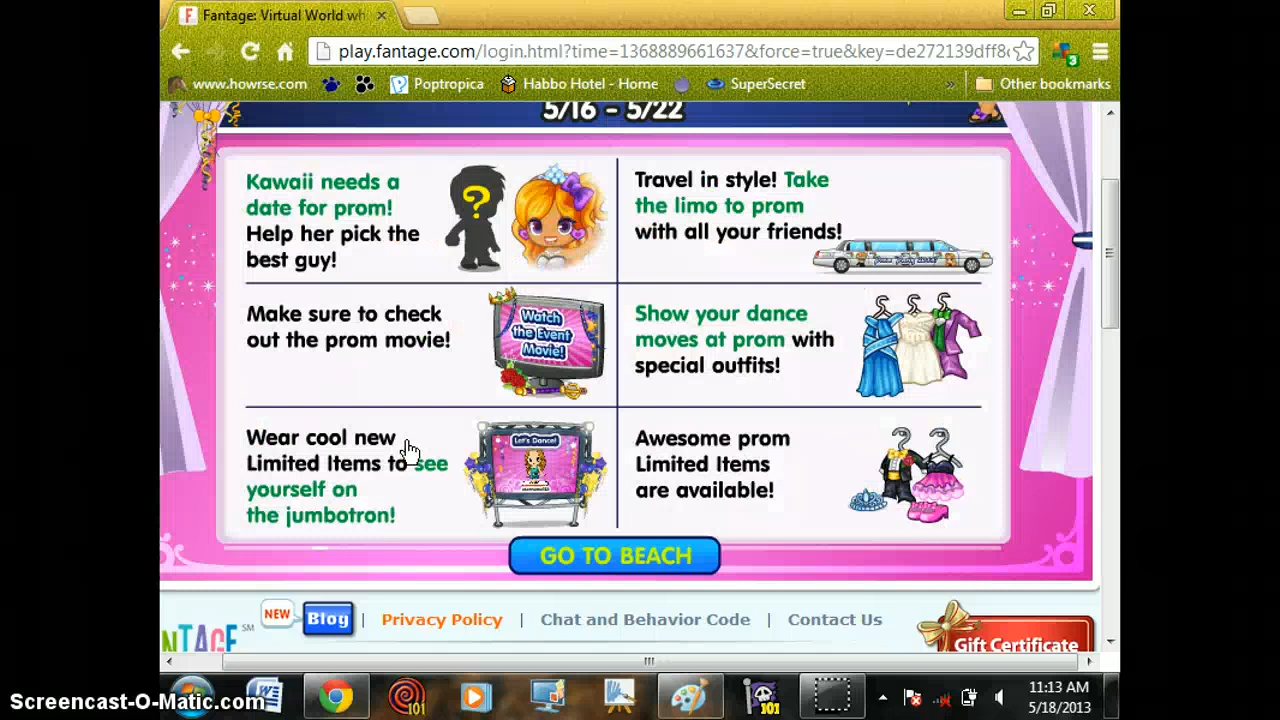 Fantage: Virtual World wh
play.fantage.com/login.html?time=1368889661637&force=true&key=de272139dff8
www.howrse.com
Poptropica
Habbo Hotel - Home
SuperSecret
»
Other bookmarks
3
5/16 - 5/22
Kawaii needs a
date for prom!
Help her pick the
best guy!
?
Travel in style! Take
the limo to prom
with all your friends!
Make sure to check
out the prom movie!
Watch
the Event
Movie!
Show your dance
moves at prom with
special outfits!
Wear cool new
Limited Items to see
yourself on
the jumbotron!
Let's Dance!
Awesome prom
Limited Items
are available!
GO TO BEACH
NTAGE SM
NEW
Blog | Privacy Policy | Chat and Behavior Code | Contact Us
Gift Certificate
101
101
11:13 AM
5/18/2013
Screencast-O-Matic.com